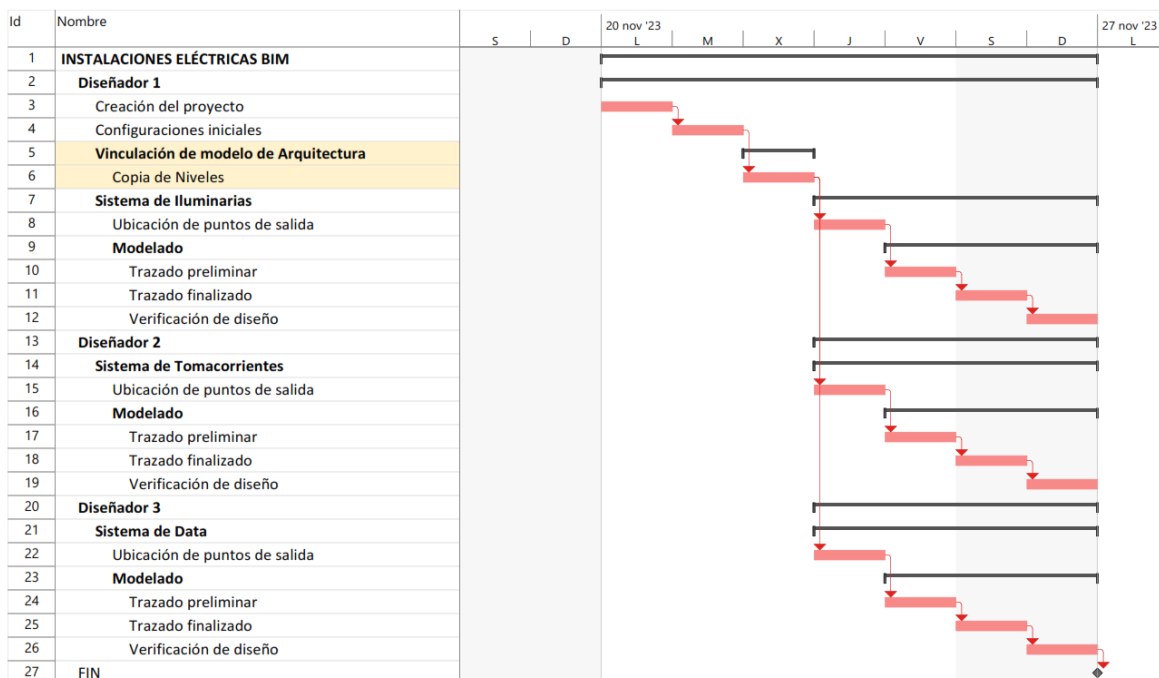 Id Nombre 20 nov '23 27 nov '23
S D L M X J V S D L
1 INSTALACIONES ELÉCTRICAS BIM
2 Diseñador 1
3 Creación del proyecto
4 Configuraciones iniciales
5 Vinculación de modelo de Arquitectura
6 Copia de Niveles
7 Sistema de Iluminarias
8 Ubicación de puntos de salida
9 Modelado
10 Trazado preliminar
11 Trazado finalizado
12 Verificación de diseño
13 Diseñador 2
14 Sistema de Tomacorrientes
15 Ubicación de puntos de salida
16 Modelado
17 Trazado preliminar
18 Trazado finalizado
19 Verificación de diseño
20 Diseñador 3
21 Sistema de Data
22 Ubicación de puntos de salida
23 Modelado
24 Trazado preliminar
25 Trazado finalizado
26 Verificación de diseño
27 FIN